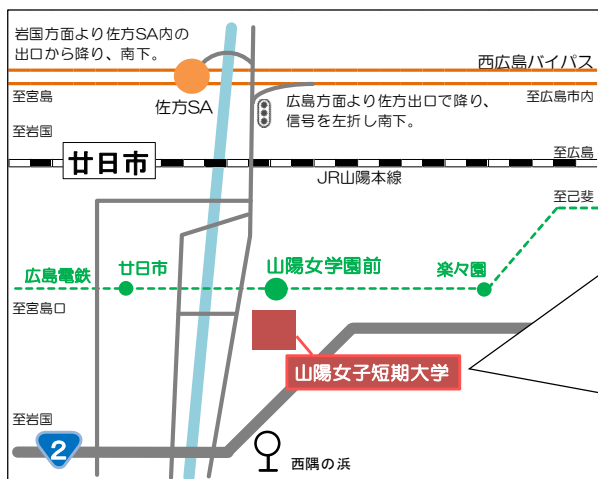 岩国方面より佐方SA内の
出口から降り、南下。
西広島バイパス
至宮島
佐方SA
広島方面より佐方出口で降り、
信号を左折し南下。
至広島市内
至岩国
廿日市
JR山陽本線
至広島
至己斐
広島電鉄
廿日市
山陽女学園前
楽々園
至宮島口
山陽女子短期大学
至岩国
2
西隅の浜